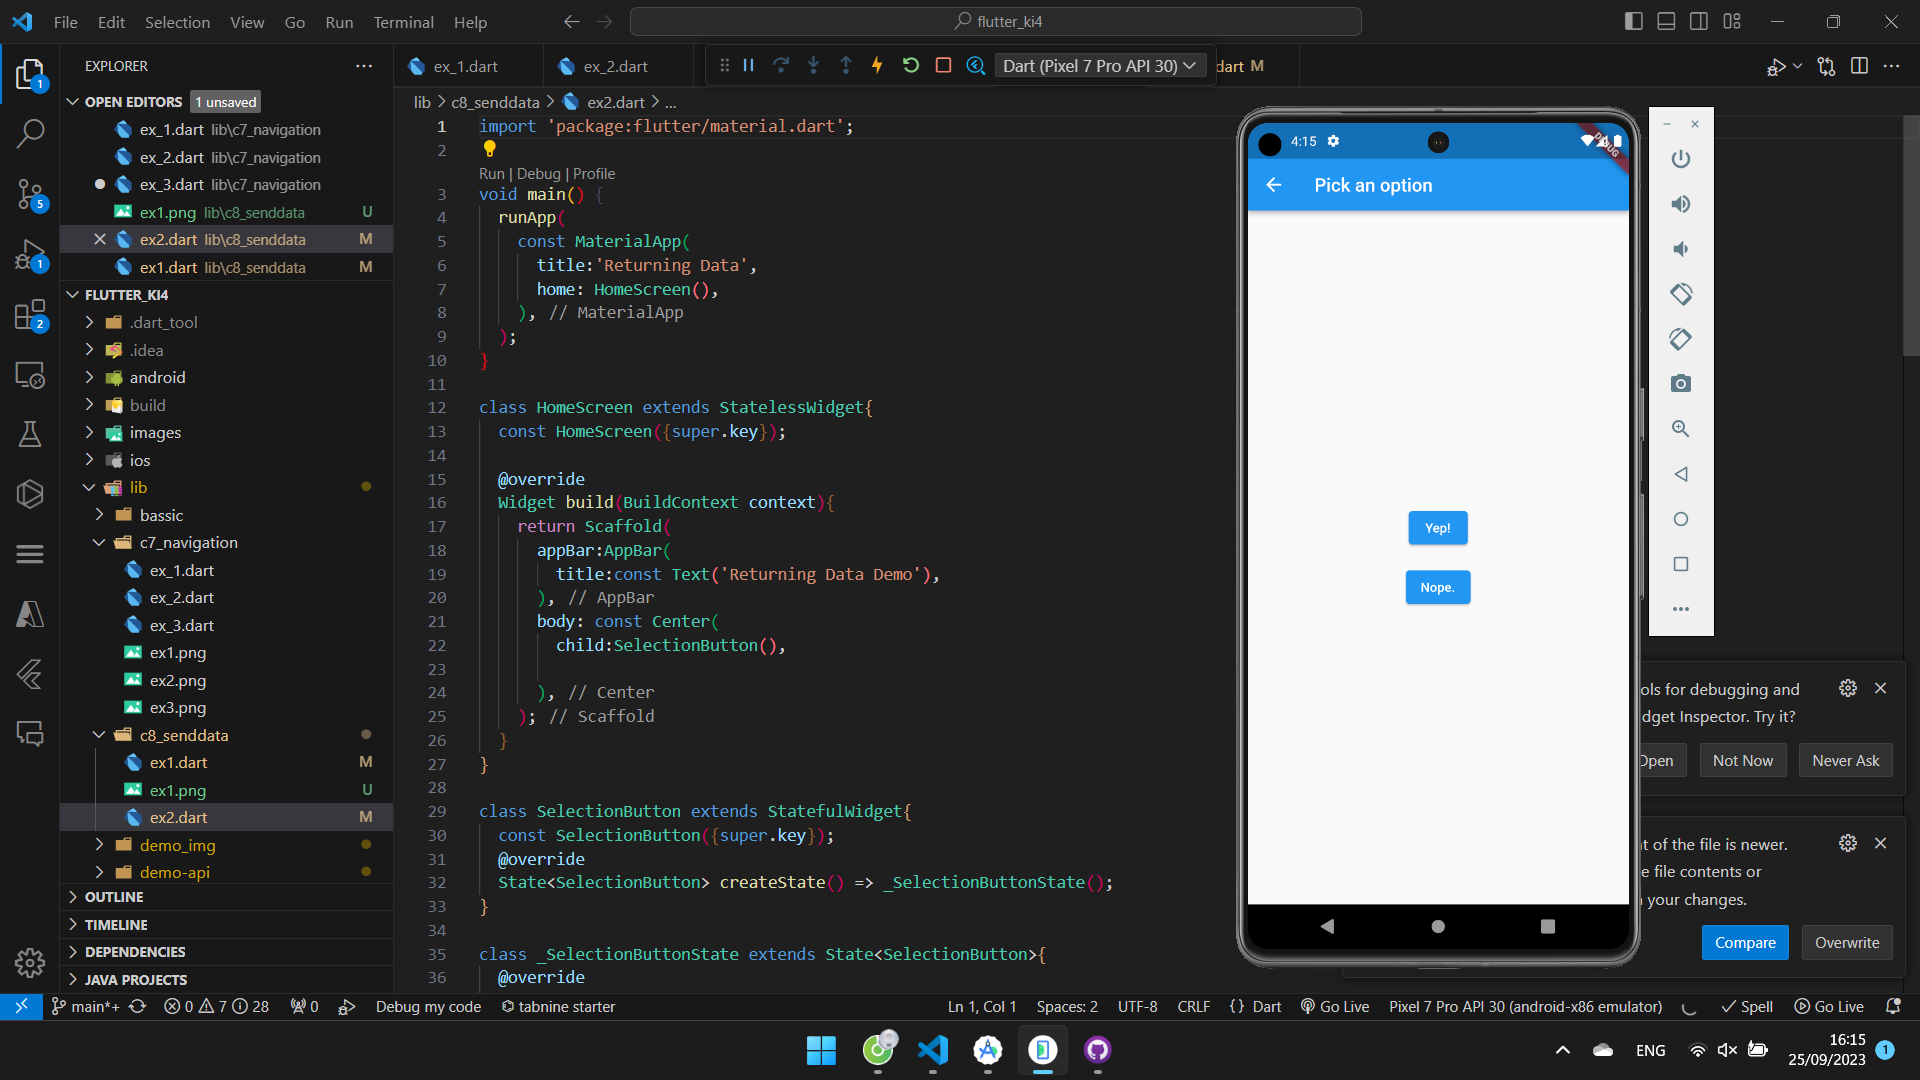 File Edit Selection View Go Run Terminal Help
flutter_ki4
EXPLORER
OPEN EDITORS 1 unsaved
ex_1.dart lib\c7_navigation
ex_2.dart lib\c7_navigation
ex_3.dart lib\c7_navigation
ex1.png lib\c8_senddata U
ex2.dart lib\c8_senddata M
ex1.dart lib\c8_senddata M
FLUTTER_KI4
.dart_tool
.idea
android
build
images
ios
lib
bassic
c7_navigation
ex_1.dart
ex_2.dart
ex_3.dart
ex1.png
ex2.png
ex3.png
c8_senddata
ex1.dart M
ex1.png U
ex2.dart M
demo_img
demo-api
OUTLINE
TIMELINE
DEPENDENCIES
JAVA PROJECTS
1
5
1
2
ex_1.dart
ex_2.dart
Dart (Pixel 7 Pro API 30)
dart M
lib > c8_senddata > ex2.dart > ...
1 import 'package:flutter/material.dart';
2
Run | Debug | Profile
3 void main() {
4 runApp(
5 const MaterialApp(
6 title:'Returning Data',
7 home: HomeScreen(),
8 ), // MaterialApp
9 );
10 }
11
12 class HomeScreen extends StatelessWidget{
13 const HomeScreen({super.key});
14
15 @override
16 Widget build(BuildContext context){
17 return Scaffold(
18 appBar:AppBar(
19 title:const Text('Returning Data Demo'),
20 ), // AppBar
21 body: const Center(
22 child:SelectionButton(),
23
24 ), // Center
25 ); // Scaffold
26 }
27 }
28
29 class SelectionButton extends StatefulWidget{
30 const SelectionButton({super.key});
31 @override
32 State<SelectionButton> createState() => _SelectionButtonState();
33 }
34
35 class _SelectionButtonState extends State<SelectionButton>{
36 @override
4:15
DEBUG
Pick an option
Yep!
Nope.
ols for debugging and
dget Inspector. Try it?
Open Not Now Never Ask
t of the file is newer.
e file contents or
your changes.
Compare Overwrite
main*+ 0 7 28 0 Debug my code tabnine starter
Ln 1, Col 1 Spaces: 2 UTF-8 CRLF {} Dart Go Live Pixel 7 Pro API 30 (android-x86 emulator) Spell Go Live
ENG
16:15
25/09/2023
1